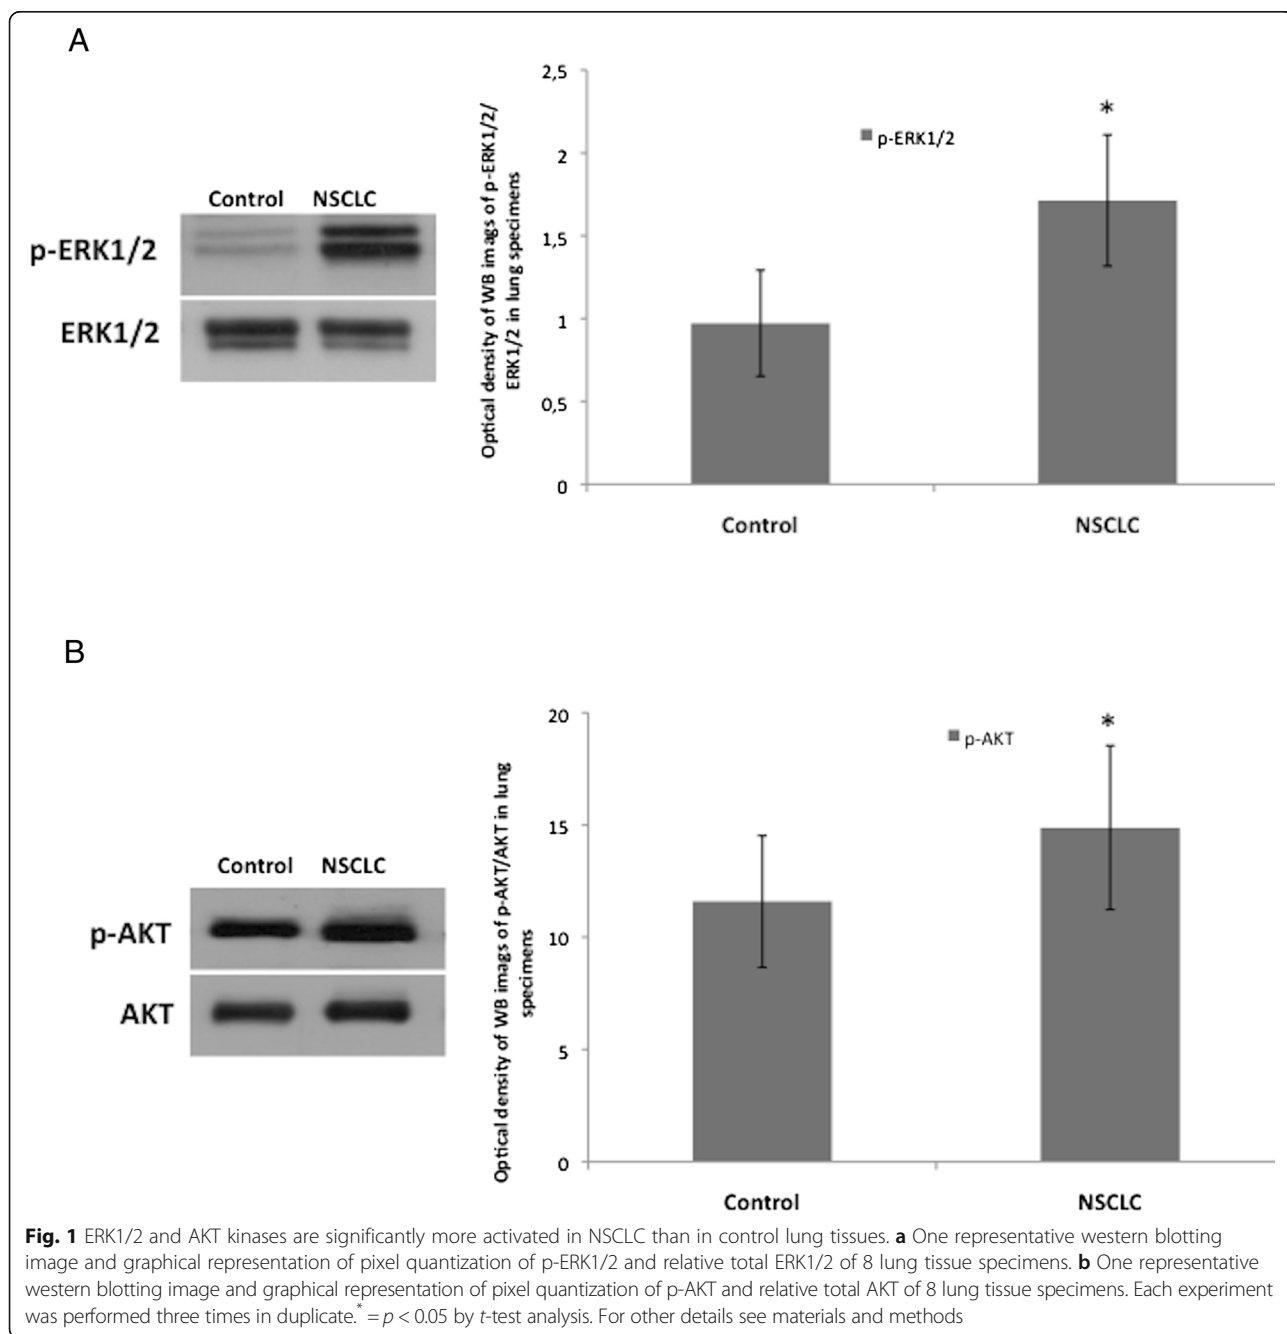 A
Control NSCLC
p-ERK1/2
ERK1/2
Optical density of WB imags of p-ERK1/2/
ERK1/2 in lung specimens
2,5
2
1,5
1
0,5
0
p-ERK1/2
*
Control NSCLC
B
Control NSCLC
p-AKT
AKT
Optical density of WB imags of p-AKT/AKT in lung
specimens
20
15
10
5
0
p-AKT
*
Control NSCLC
Fig. 1 ERK1/2 and AKT kinases are significantly more activated in NSCLC than in control lung tissues. a One representative western blotting
image and graphical representation of pixel quantization of p-ERK1/2 and relative total ERK1/2 of 8 lung tissue specimens. b One representative
western blotting image and graphical representation of pixel quantization of p-AKT and relative total AKT of 8 lung tissue specimens. Each experiment
was performed three times in duplicate.* = p < 0.05 by t-test analysis. For other details see materials and methods